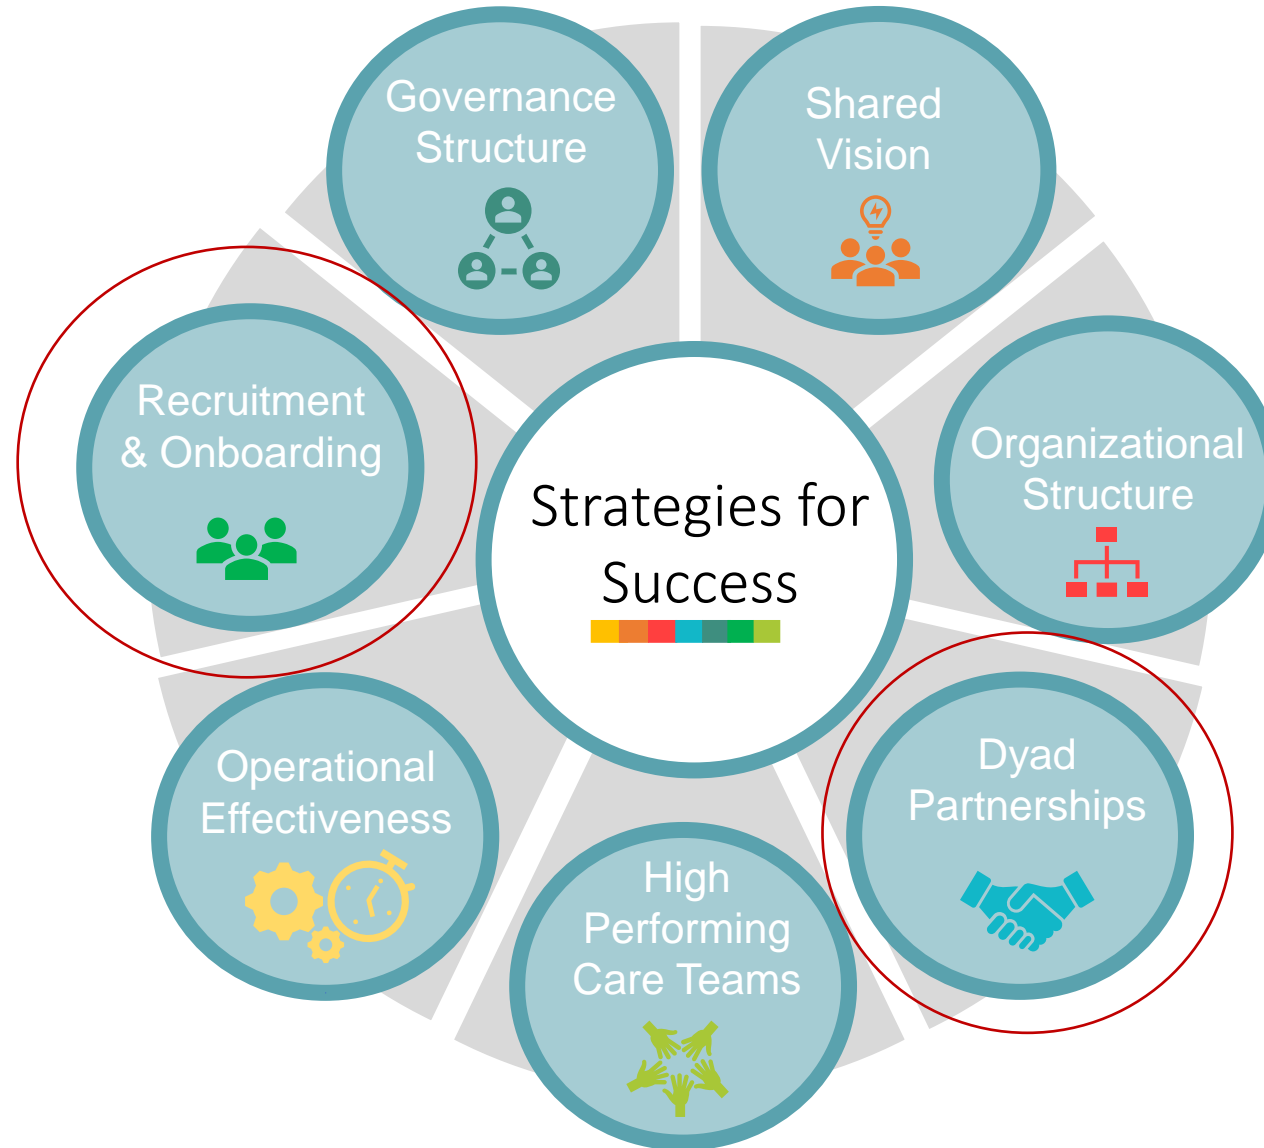 Governance
Structure
Shared
Vision
Recruitment
& Onboarding
Organizational
Structure
Strategies for
Success
Operational
Effectiveness
Dyad
Partnerships
High
Performing
Care Teams